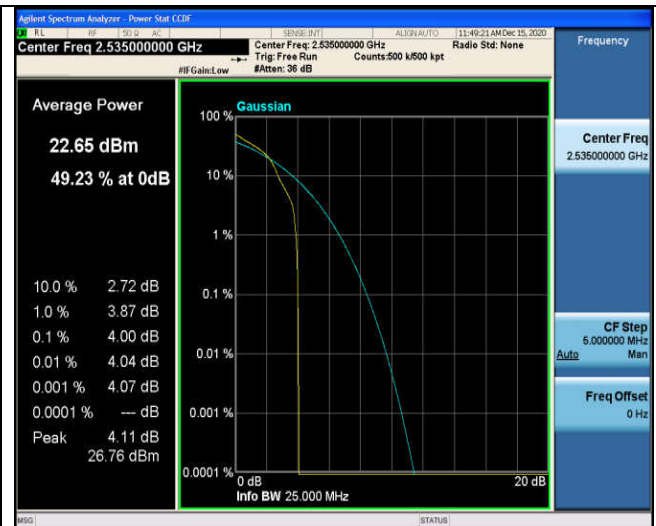 Agilent Spectrum Analyzer - Power Stat CCDF
RL RF 50 Ω AC SENSE:INT ALIGN AUTO 11:49:21 AM Dec 15, 2020
Center Freq 2.535000000 GHz
Center Freq: 2.535000000 GHz Radio Std: None
Trig: Free Run Counts:500 k/500 kpt
#IFGain:Low #Atten: 36 dB
Frequency
Average Power
22.65 dBm
49.23 % at 0dB
10.0 % 2.72 dB
1.0 % 3.87 dB
0.1 % 4.00 dB
0.01 % 4.04 dB
0.001 % 4.07 dB
0.0001 % --- dB
Peak 4.11 dB
26.76 dBm
Gaussian
100 %
10 %
1 %
0.1 %
0.01 %
0.001 %
0.0001 %
0 dB 20 dB
Info BW 25.000 MHz
Center Freq
2.535000000 GHz
CF Step
5.000000 MHz
Auto Man
Freq Offset
0 Hz
MSG STATUS